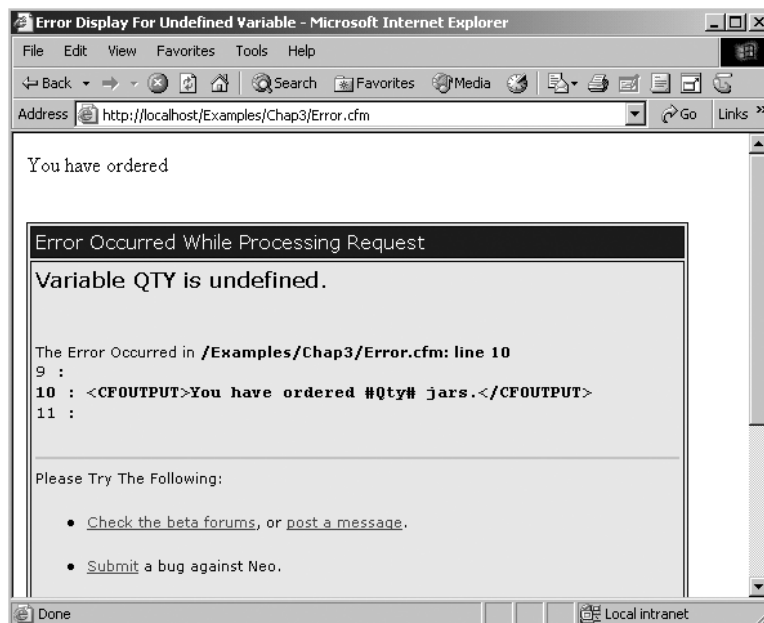 Error Display For Undefined Variable - Microsoft Internet Explorer
File Edit View Favorites Tools Help
Back Search Favorites Media
Address http://localhost/Examples/Chap3/Error.cfm Go Links »
You have ordered
Error Occurred While Processing Request
Variable QTY is undefined.
The Error Occurred in /Examples/Chap3/Error.cfm: line 10
9 :
10 : <CFOUTPUT>You have ordered #Qty# jars.</CFOUTPUT>
11 :
Please Try The Following:
• Check the beta forums, or post a message.
• Submit a bug against Neo.
Done Local intranet